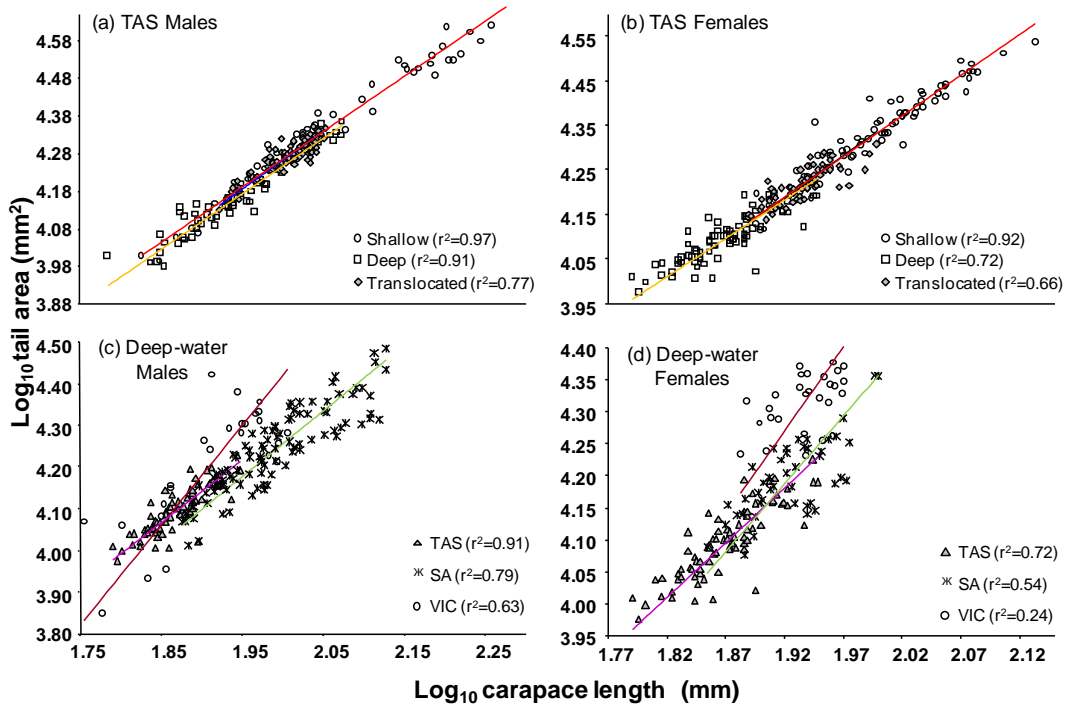 (a) TAS Males
4.58
4.48
4.38
4.28
4.18
4.08
3.98
3.88
Shallow (r²=0.97)
Deep (r²=0.91)
Translocated (r²=0.77)
(b) TAS Females
4.55
4.45
4.35
4.25
4.15
4.05
3.95
Shallow (r²=0.92)
Deep (r²=0.72)
Translocated (r²=0.66)
Log₁₀ tail area (mm²)
(c) Deep-water
Males
4.50
4.40
4.30
4.20
4.10
4.00
3.90
3.80
TAS (r²=0.91)
SA (r²=0.79)
VIC (r²=0.63)
1.75 1.85 1.95 2.05 2.15 2.25
(d) Deep-water
Females
4.40
4.35
4.30
4.25
4.20
4.15
4.10
4.05
4.00
3.95
TAS (r²=0.72)
SA (r²=0.54)
VIC (r²=0.24)
1.77 1.82 1.87 1.92 1.97 2.02 2.07 2.12
Log₁₀ carapace length (mm)